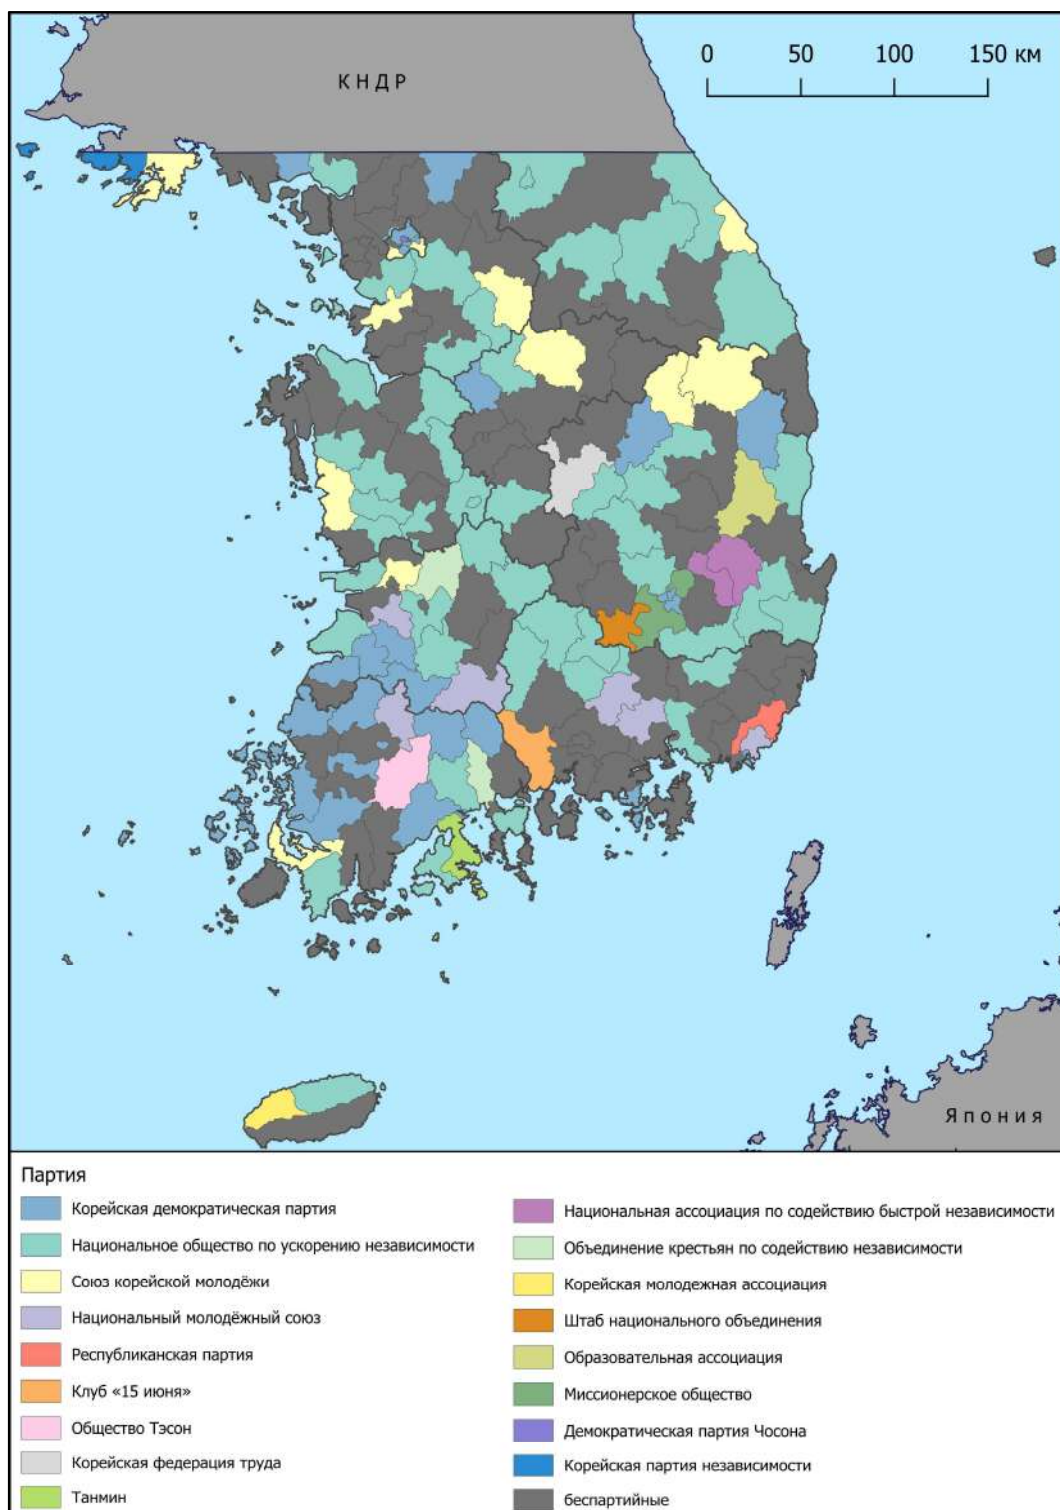 0 50 100 150 км
КНДР
Япония
Партия
Корейская демократическая партия
Национальное общество по ускорению независимости
Союз корейской молодёжи
Национальный молодёжный союз
Республиканская партия
Клуб «15 июня»
Общество Тэсон
Корейская федерация труда
Танмин
Национальная ассоциация по содействию быстрой независимости
Объединение крестьян по содействию независимости
Корейская молодежная ассоциация
Штаб национального объединения
Образовательная ассоциация
Миссионерское общество
Демократическая партия Чосона
Корейская партия независимости
беспартийные